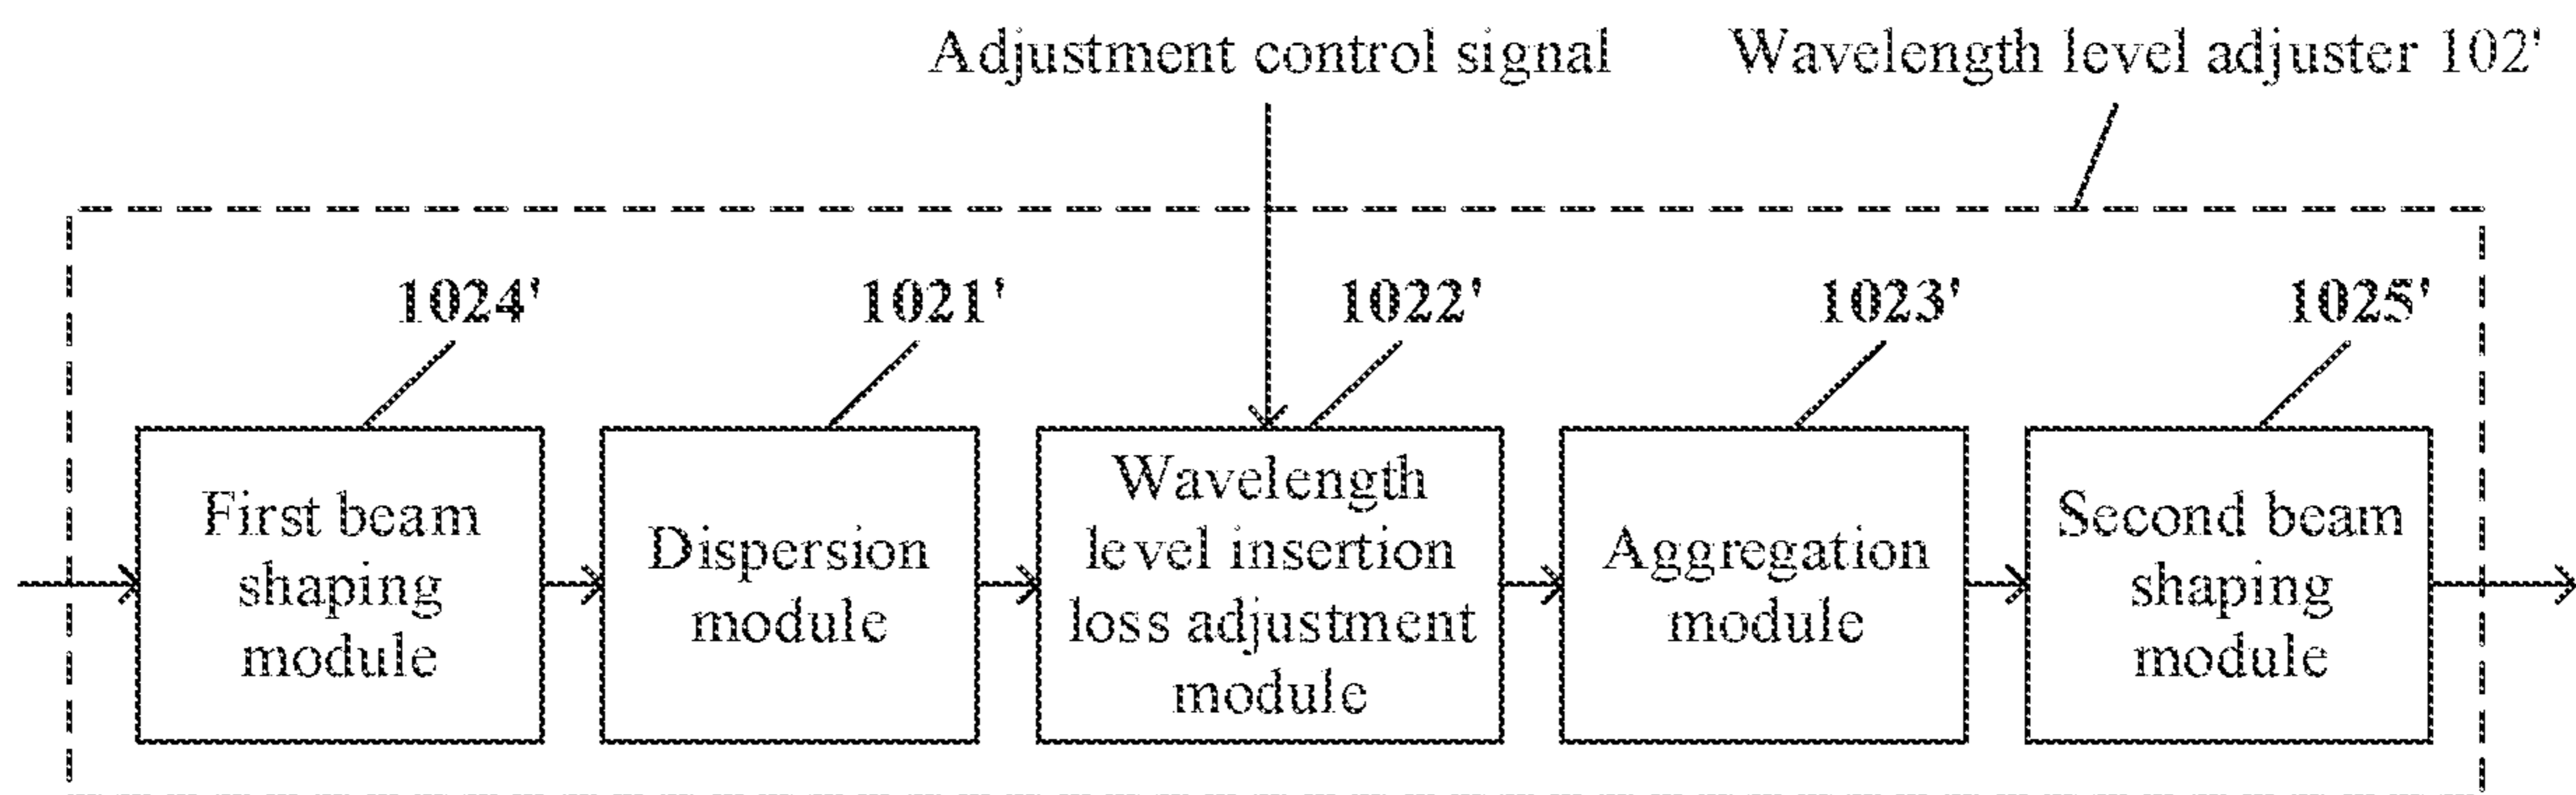 Adjustment control signal
Wavelength level adjuster 102'
1024'
1021'
1022'
1023'
1025'
First beam
shaping
module
Dispersion
module
Wavelength
level insertion
loss adjustment
module
Aggregation
module
Second beam
shaping
module